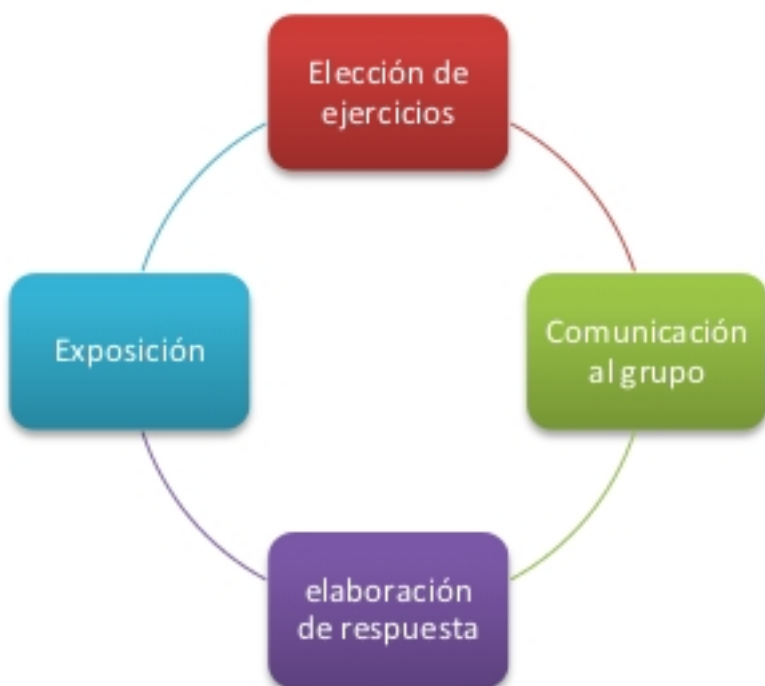 Elección de
ejercicios
Comunicación
al grupo
elaboración
de respuesta
Exposición